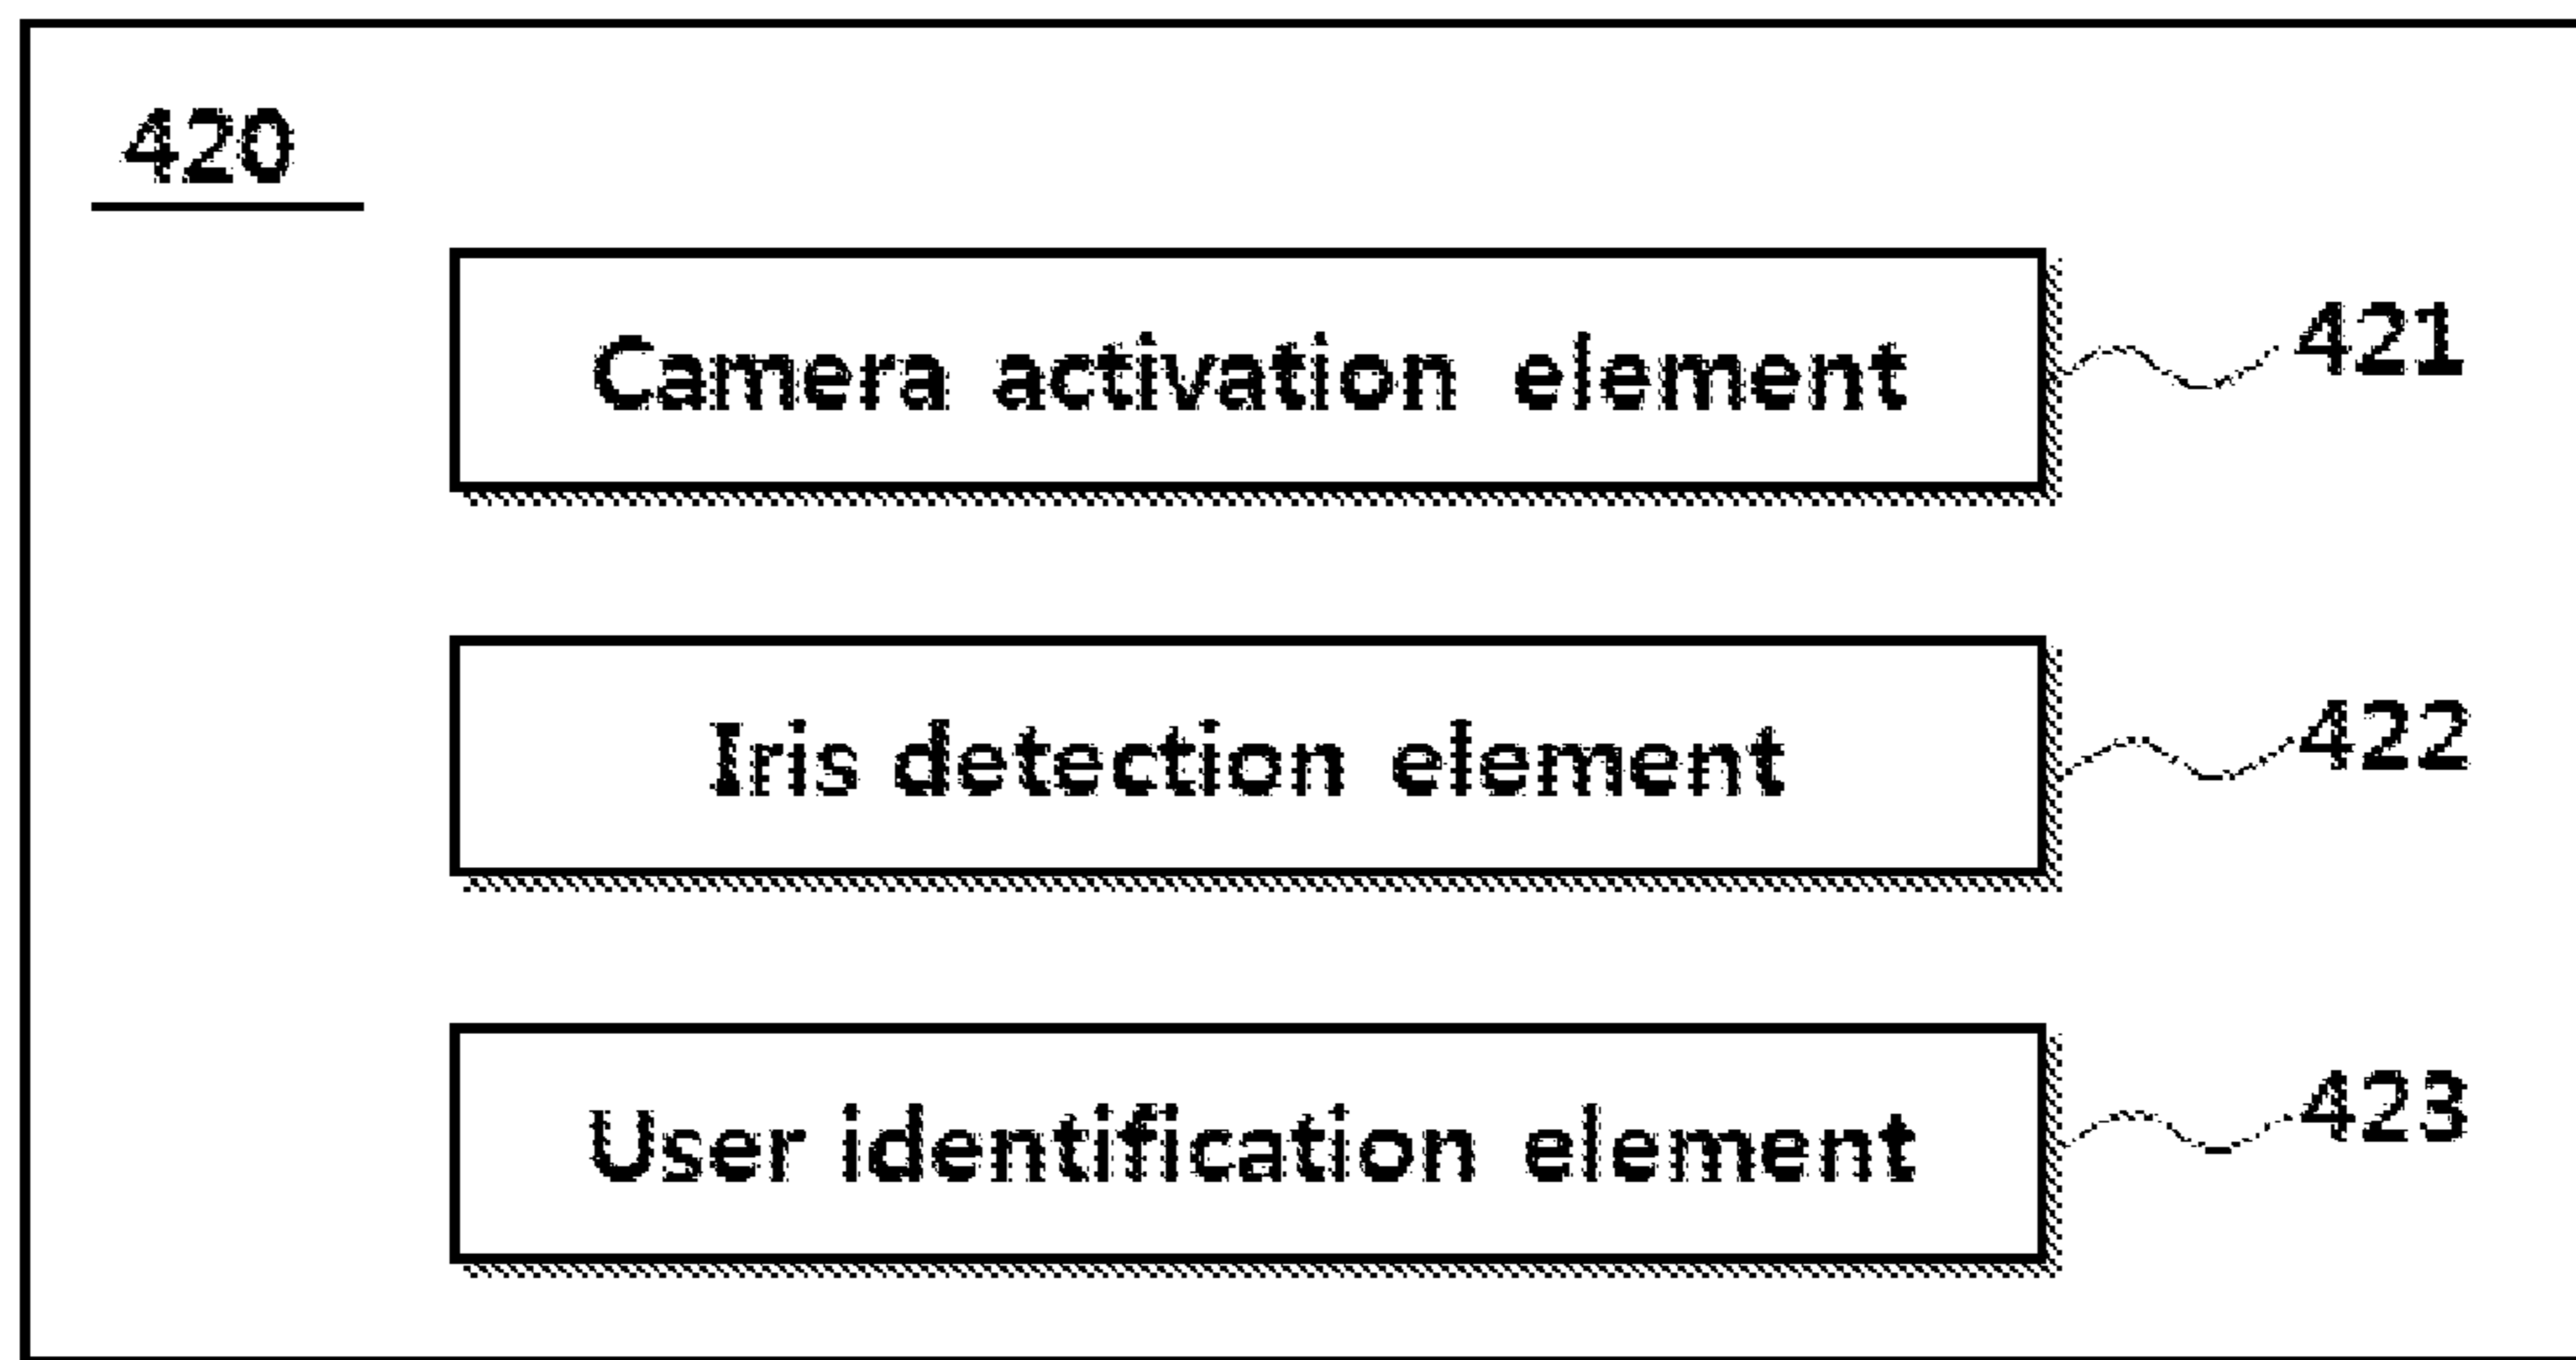 420
Camera activation element 421
Iris detection element 422
User identification element 423